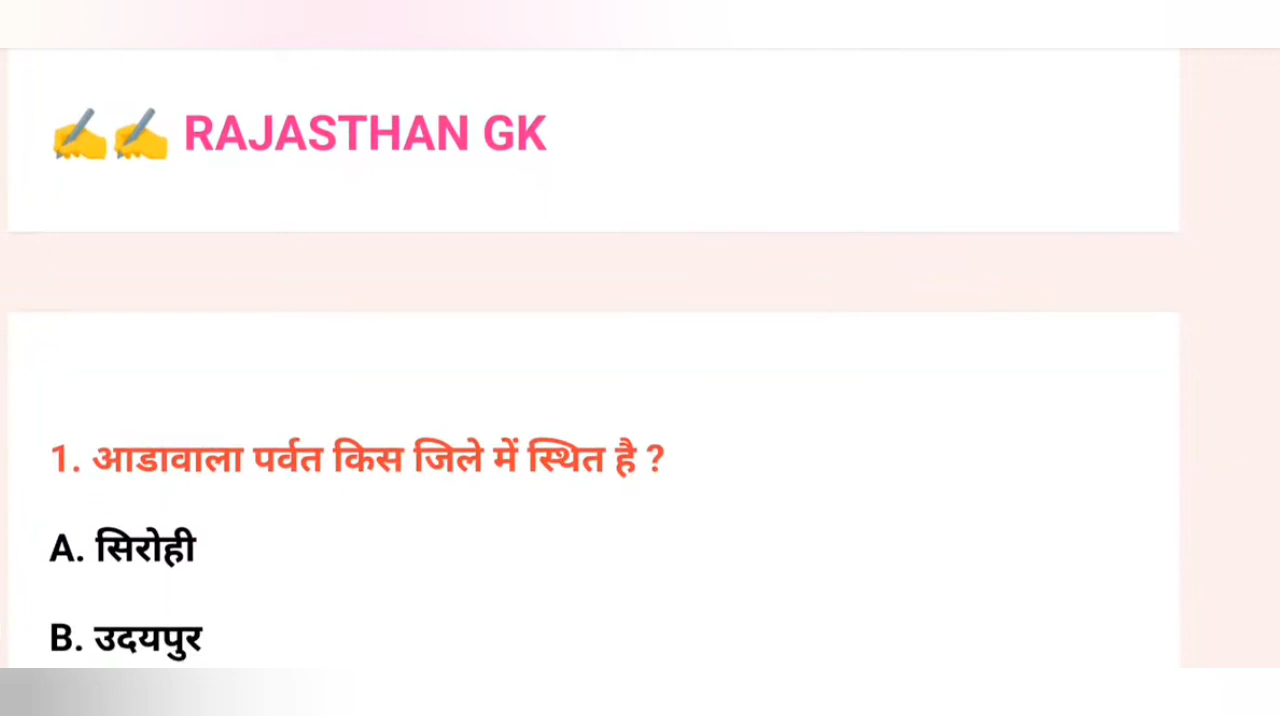 ✍️✍️ RAJASTHAN GK
1. आडावाला पर्वत किस जिले में स्थित है ?
A. सिरोही
B. उदयपुर